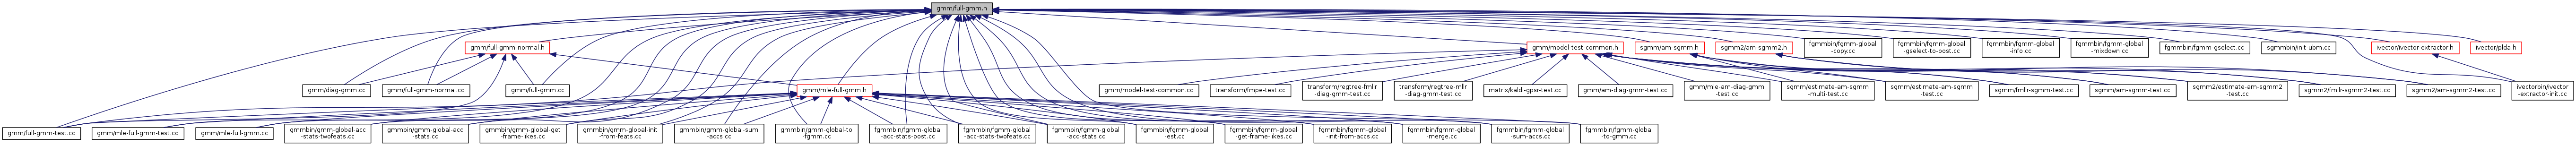 gmm/full-gmm.h
gmm/full-gmm-normal.h
gmm/model-test-common.h
sgmm/am-sgmm.h
sgmm2/am-sgmm2.h
fgmmbin/fgmm-global
-copy.cc
fgmmbin/fgmm-global
-gselect-to-post.cc
fgmmbin/fgmm-global
-info.cc
fgmmbin/fgmm-global
-mixdown.cc
fgmmbin/fgmm-gselect.cc
sgmmbin/init-ubm.cc
ivector/ivector-extractor.h
ivector/plda.h
gmm/diag-gmm.cc
gmm/full-gmm-normal.cc
gmm/full-gmm.cc
gmm/mle-full-gmm.h
gmm/model-test-common.cc
transform/fmpe-test.cc
transform/regtree-fmllr
-diag-gmm-test.cc
transform/regtree-mllr
-diag-gmm-test.cc
matrix/kaldi-gpsr-test.cc
gmm/am-diag-gmm-test.cc
gmm/mle-am-diag-gmm
-test.cc
sgmm/estimate-am-sgmm
-multi-test.cc
sgmm/estimate-am-sgmm
-test.cc
sgmm/fmllr-sgmm-test.cc
sgmm/am-sgmm-test.cc
sgmm2/estimate-am-sgmm2
-test.cc
sgmm2/fmllr-sgmm2-test.cc
sgmm2/am-sgmm2-test.cc
ivectorbin/ivector
-extractor-init.cc
gmm/full-gmm-test.cc
gmm/mle-full-gmm-test.cc
gmm/mle-full-gmm.cc
gmmbin/gmm-global-acc
-stats-twofeats.cc
gmmbin/gmm-global-acc
-stats.cc
gmmbin/gmm-global-get
-frame-likes.cc
gmmbin/gmm-global-init
-from-feats.cc
gmmbin/gmm-global-sum
-accs.cc
gmmbin/gmm-global-to
-fgmm.cc
fgmmbin/fgmm-global
-acc-stats-post.cc
fgmmbin/fgmm-global
-acc-stats-twofeats.cc
fgmmbin/fgmm-global
-acc-stats.cc
fgmmbin/fgmm-global
-est.cc
fgmmbin/fgmm-global
-get-frame-likes.cc
fgmmbin/fgmm-global
-init-from-accs.cc
fgmmbin/fgmm-global
-merge.cc
fgmmbin/fgmm-global
-sum-accs.cc
fgmmbin/fgmm-global
-to-gmm.cc